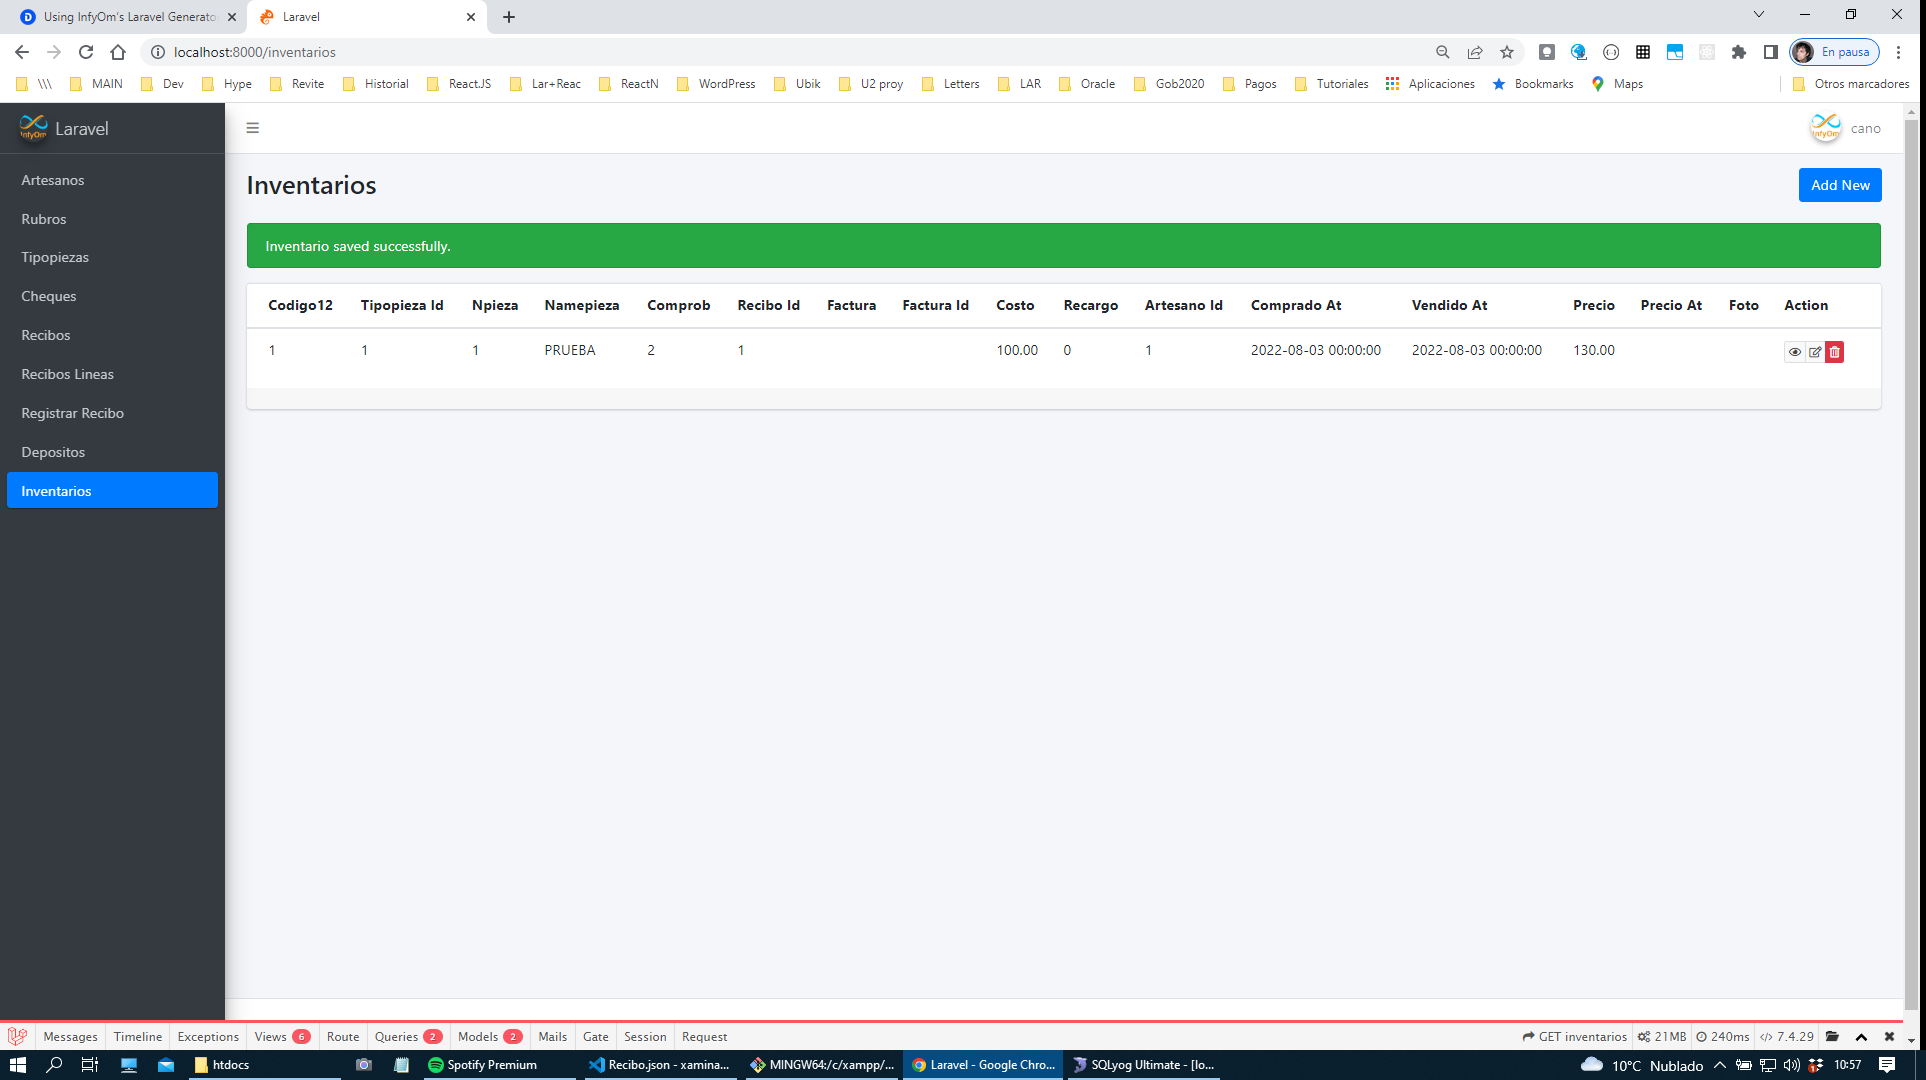 Using InfyOm's Laravel Generator
Laravel
localhost:8000/inventarios
En pausa
\\\ MAIN Dev Hype Revite Historial ReactJS Lar+Reac ReactN WordPress Ubik U2 proy Letters LAR Oracle Gob2020 Pagos Tutoriales Aplicaciones Bookmarks Maps Otros marcadores
InfyOm Laravel
InfyOm cano
Artesanos
Rubros
Tipopiezas
Cheques
Recibos
Recibos Lineas
Registrar Recibo
Depositos
Inventarios
Inventarios
Add New
Inventario saved successfully.
Codigo12 Tipopieza Id Npieza Namepieza Comprob Recibo Id Factura Factura Id Costo Recargo Artesano Id Comprado At Vendido At Precio Precio At Foto Action
1 1 1 PRUEBA 2 1 100.00 0 1 2022-08-03 00:00:00 2022-08-03 00:00:00 130.00
Messages Timeline Exceptions Views 6 Route Queries 2 Models 2 Mails Gate Session Request GET inventarios 21MB 240ms 7.4.29
htdocs Spotify Premium Recibo.json - xamina... MINGW64:/c/xampp/... Laravel - Google Chro... SQLyog Ultimate - [lo... 10°C Nublado 10:57